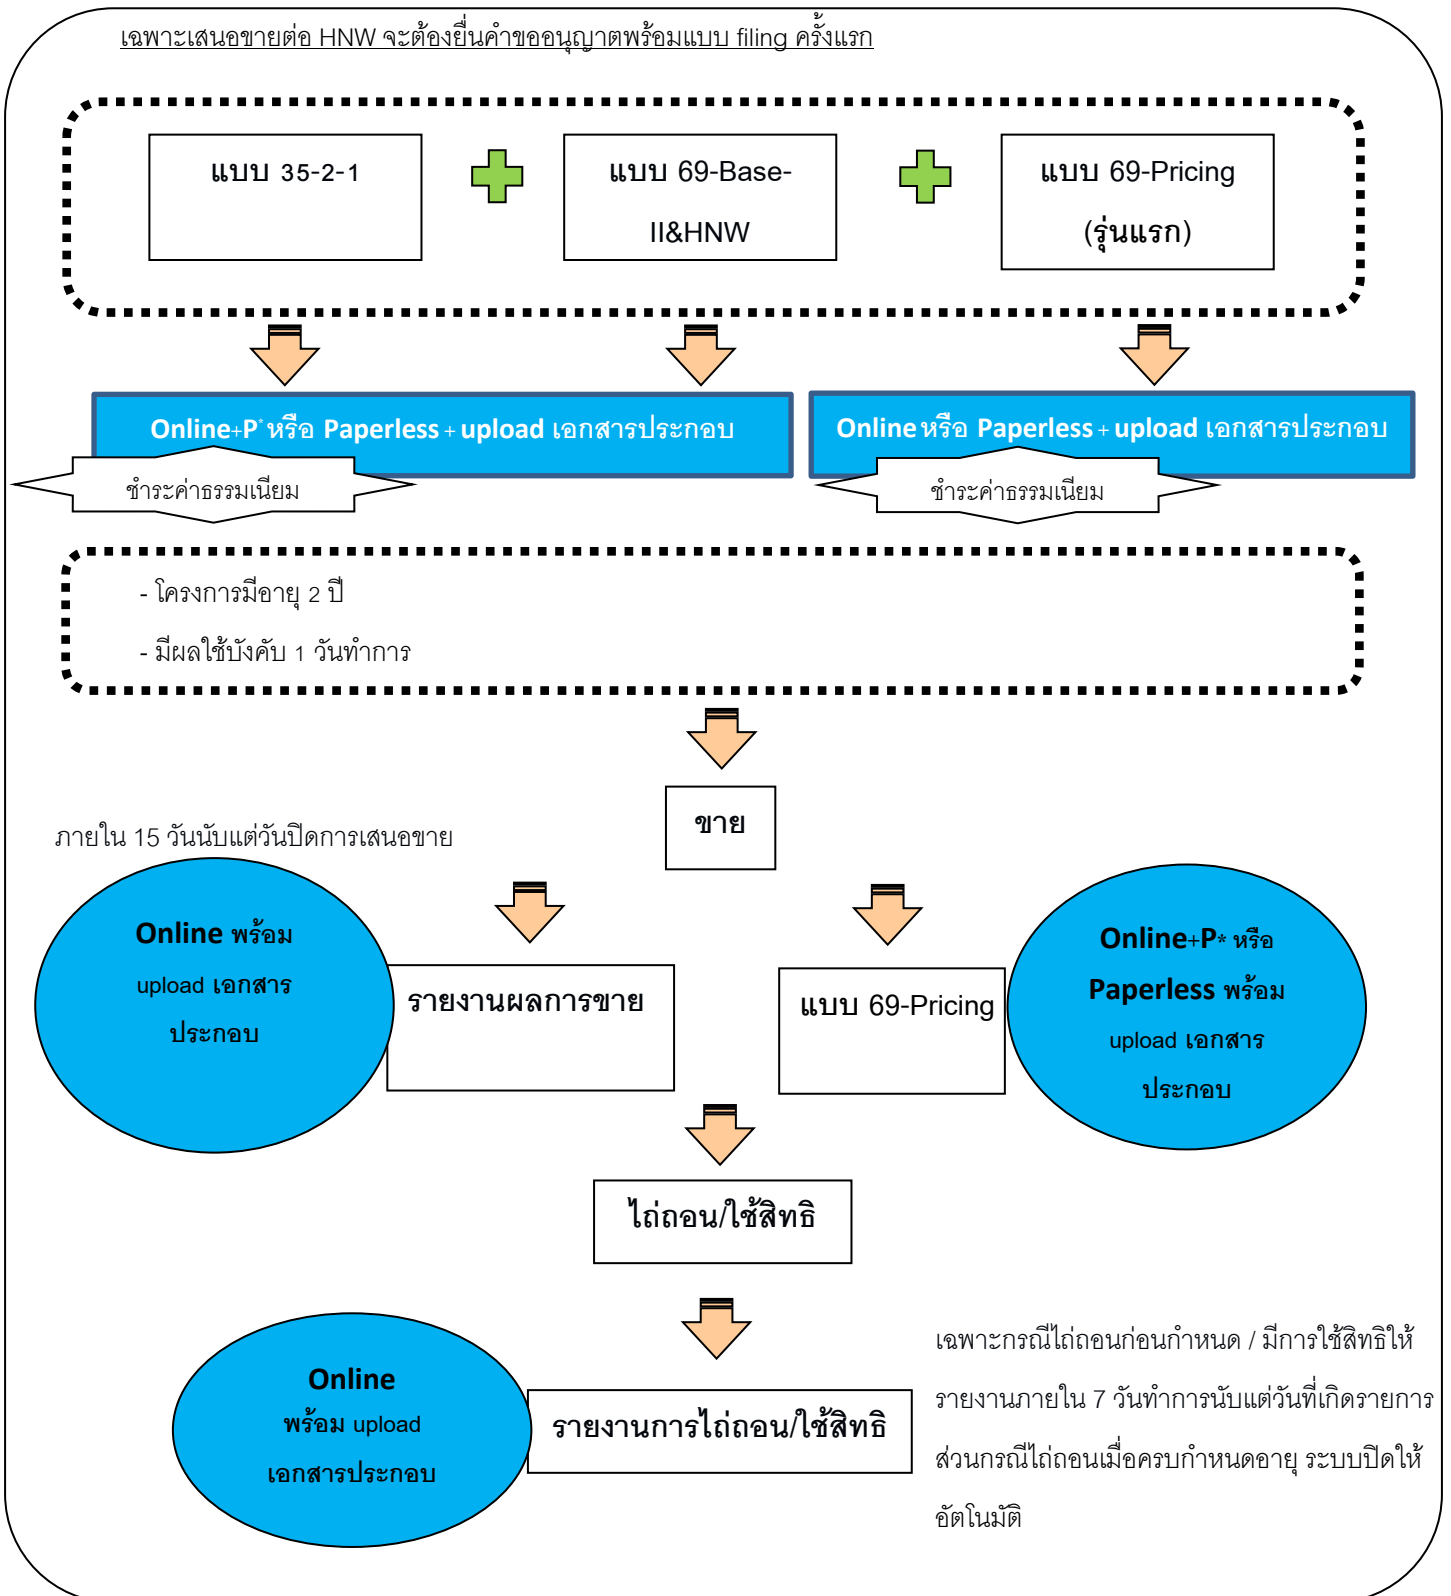 เฉพาะเสนอขายต่อ HNW จะต้องยื่นคำขออนุญาตพร้อมแบบ filing ครั้งแรก
แบบ 35-2-1
แบบ 69-Base-
II&HNW
แบบ 69-Pricing
(รุ่นแรก)
Online+P* หรือ Paperless + upload เอกสารประกอบ
Online หรือ Paperless + upload เอกสารประกอบ
ชำระค่าธรรมเนียม
ชำระค่าธรรมเนียม
- โครงการมีอายุ 2 ปี
- มีผลใช้บังคับ 1 วันทำการ
ขาย
ภายใน 15 วันนับแต่วันปิดการเสนอขาย
Online พร้อม
upload เอกสาร
ประกอบ
รายงานผลการขาย
แบบ 69-Pricing
Online+P* หรือ
Paperless พร้อม
upload เอกสาร
ประกอบ
ไถ่ถอน/ใช้สิทธิ
Online
พร้อม upload
เอกสารประกอบ
รายงานการไถ่ถอน/ใช้สิทธิ
เฉพาะกรณีไถ่ถอนก่อนกำหนด / มีการใช้สิทธิให้
รายงานภายใน 7 วันทำการนับแต่วันที่เกิดรายการ
ส่วนกรณีไถ่ถอนเมื่อครบกำหนดอายุ ระบบปิดให้
อัตโนมัติ